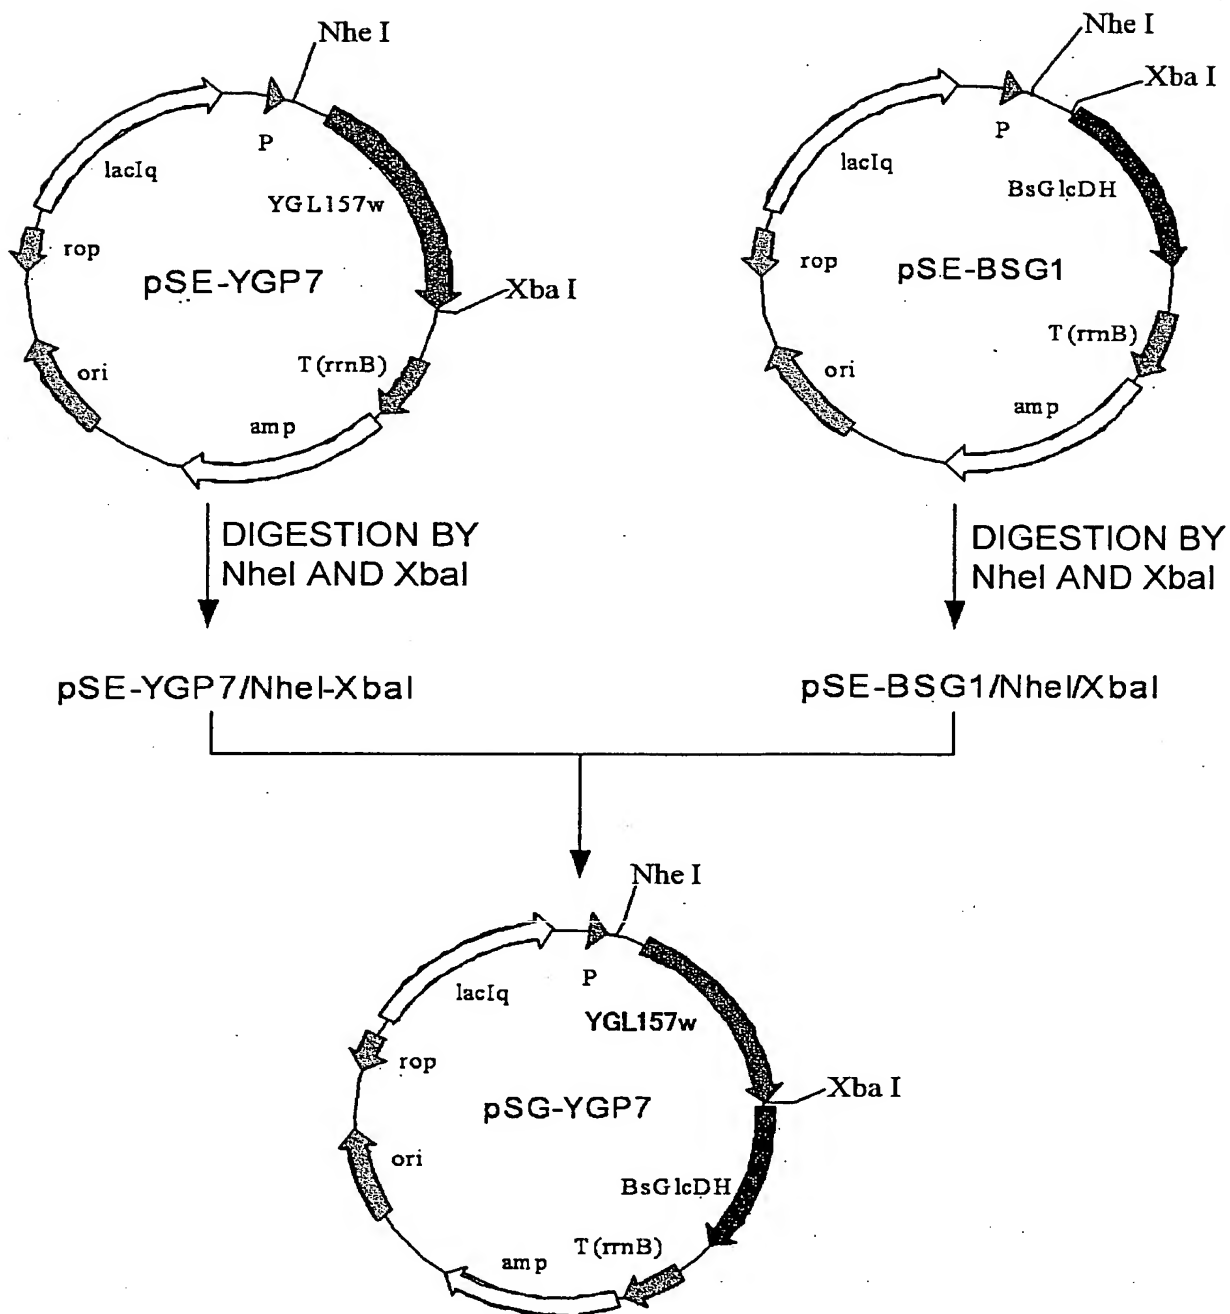 Nhe I
P
lacIq
YGL157w
rop
pSE-YGP7
Xba I
T(rrnB)
ori
amp
Nhe I
Xba I
P
lacIq
BsGlcDH
rop
pSE-BSG1
T(rrnB)
ori
amp
DIGESTION BY
NheI AND XbaI
DIGESTION BY
NheI AND XbaI
pSE-YGP7/NheI-XbaI
pSE-BSG1/NheI/XbaI
Nhe I
P
lacIq
YGL157w
rop
Xba I
pSG-YGP7
ori
BsGlcDH
T(rrnB)
amp